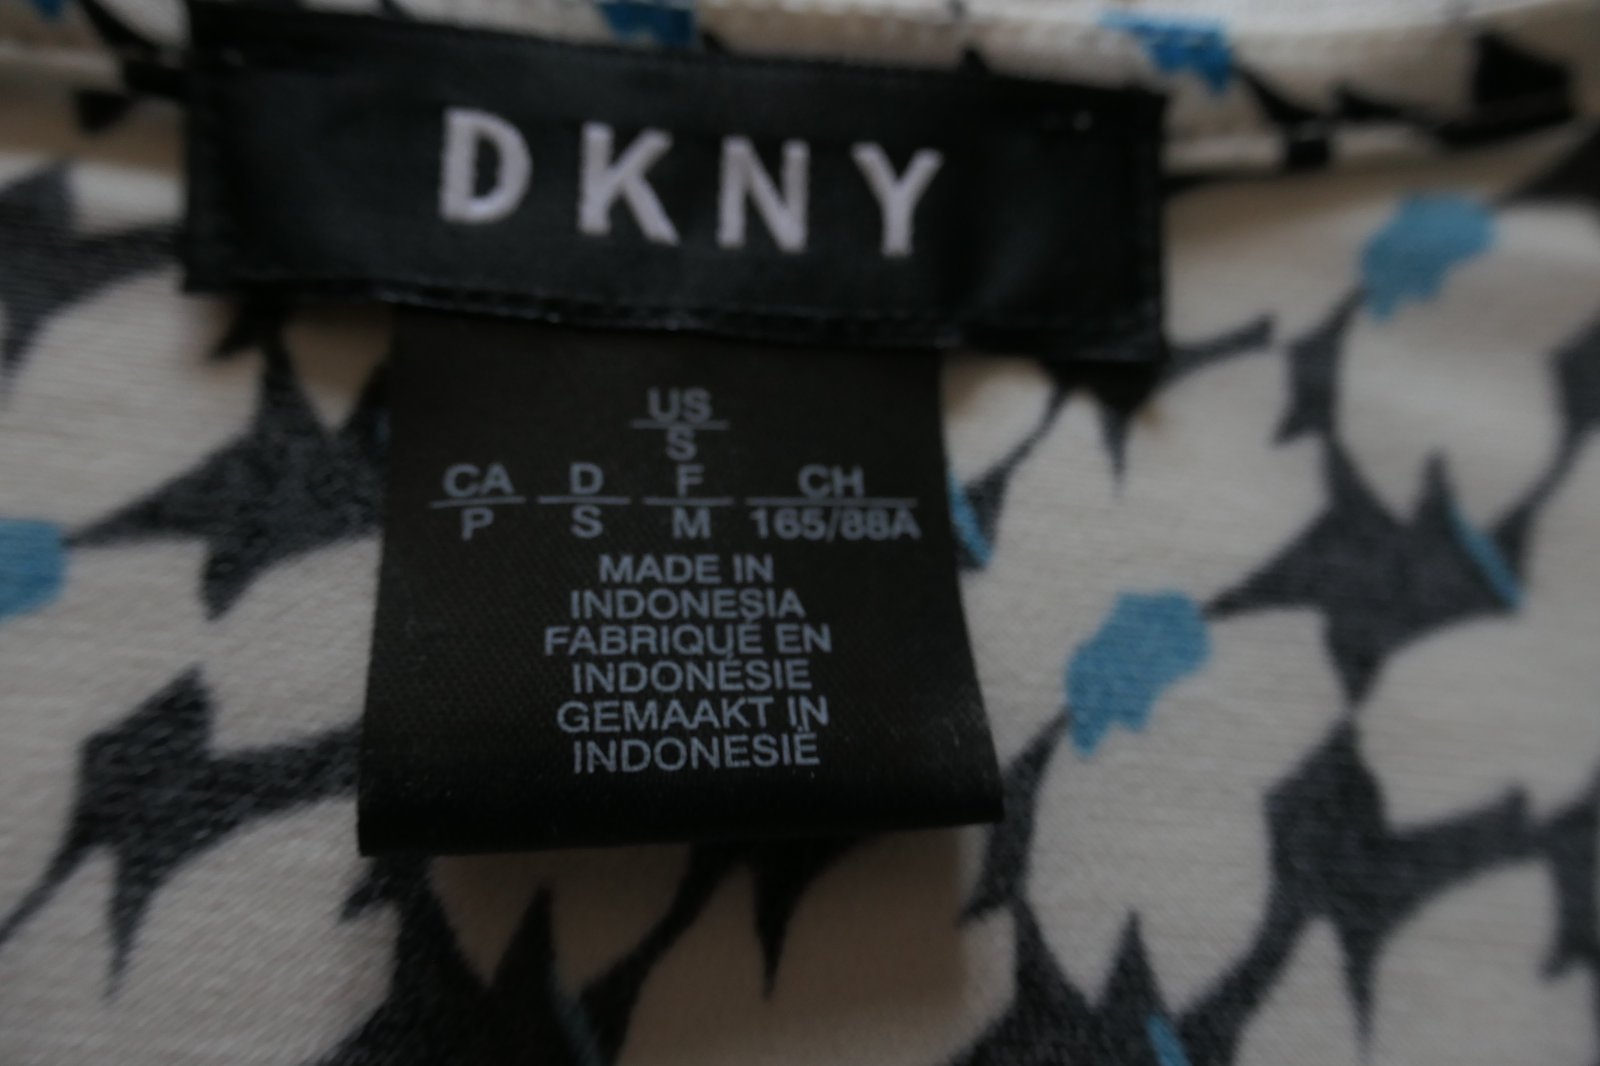 DKNY
US
S
CA D F CH
P S M 165/88A
MADE IN
INDONESIA
FABRIQUÉ EN
INDONÉSIE
GEMAAKT IN
INDONESIË